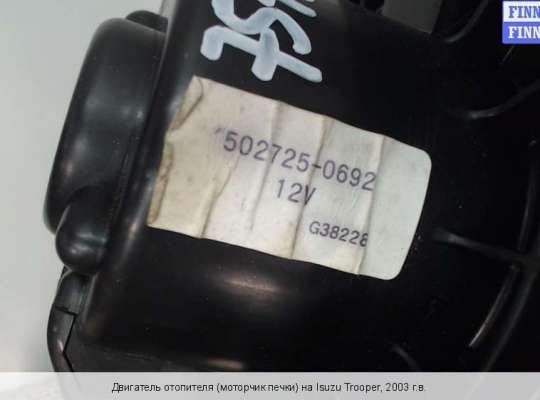 FINN
FINN
502725-0692
12V
G38228
Двигатель отопителя (моторчик печки) на Isuzu Trooper, 2003 г.в.